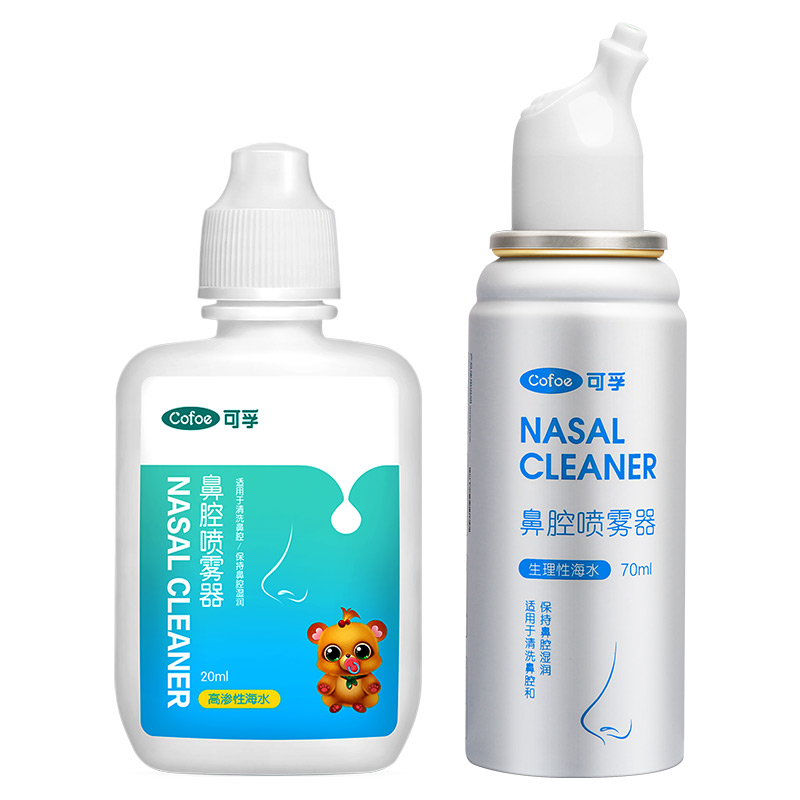 Cofoe 可孚
鼻腔喷雾器
NASAL CLEANER
适用于清洗鼻腔/保持鼻腔湿润
20ml
高渗性海水
Cofoe 可孚
NASAL
CLEANER
鼻腔喷雾器
生理性海水 70ml
保持鼻腔湿润
适用于清洗鼻腔和